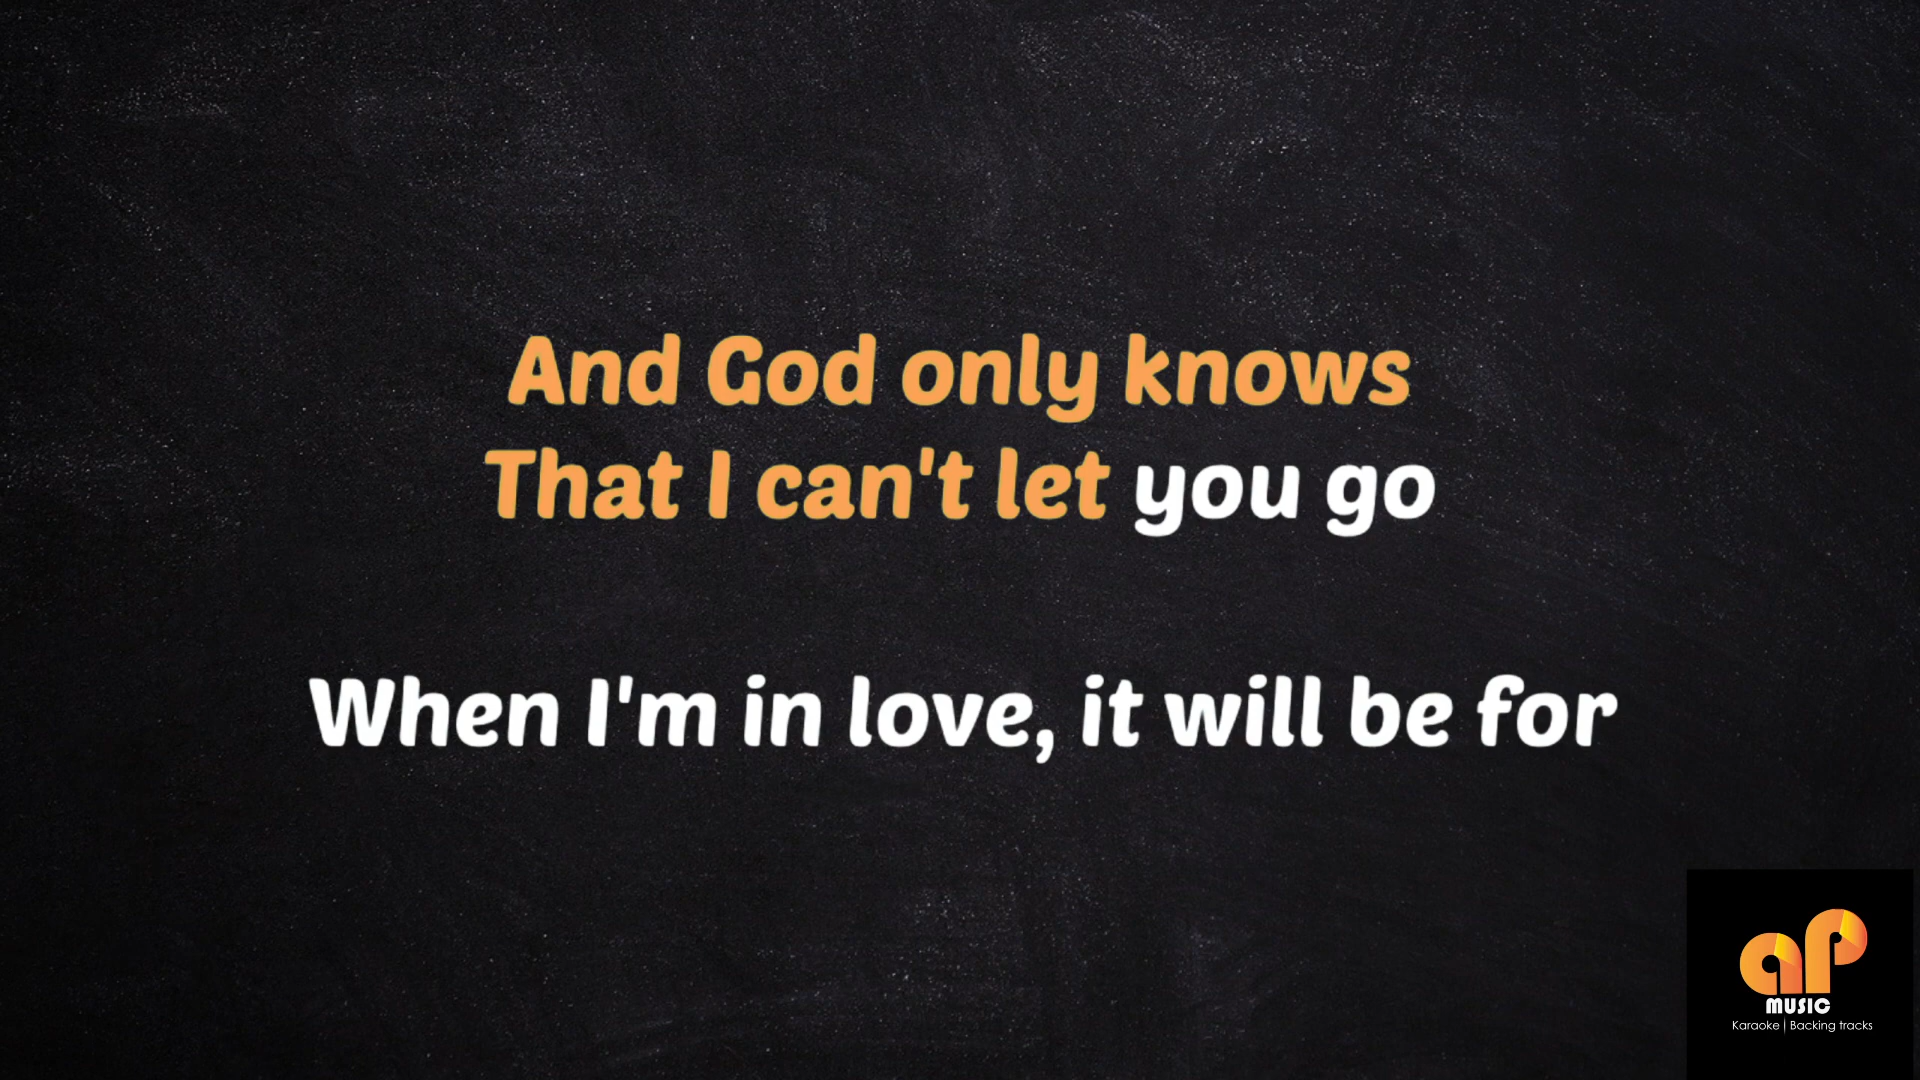 And God only knows
That I can't let you go
When I'm in love, it will be for
aP
MUSIC
Karaoke | Backing tracks